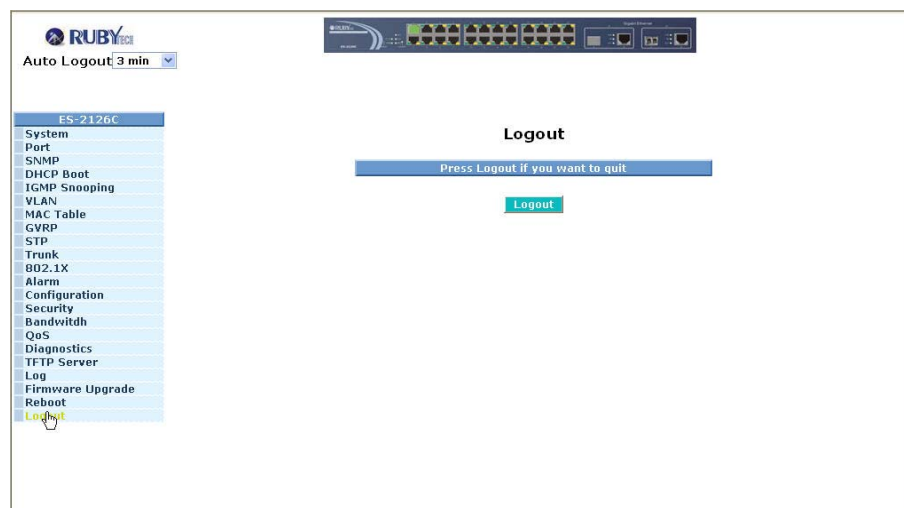 RUBYTECH
Auto Logout 3 min
ES-2126C
System
Port
SNMP
DHCP Boot
IGMP Snooping
VLAN
MAC Table
GVRP
STP
Trunk
802.1X
Alarm
Configuration
Security
Bandwitdh
QoS
Diagnostics
TFTP Server
Log
Firmware Upgrade
Reboot
Logout
Logout
Press Logout if you want to quit
Logout